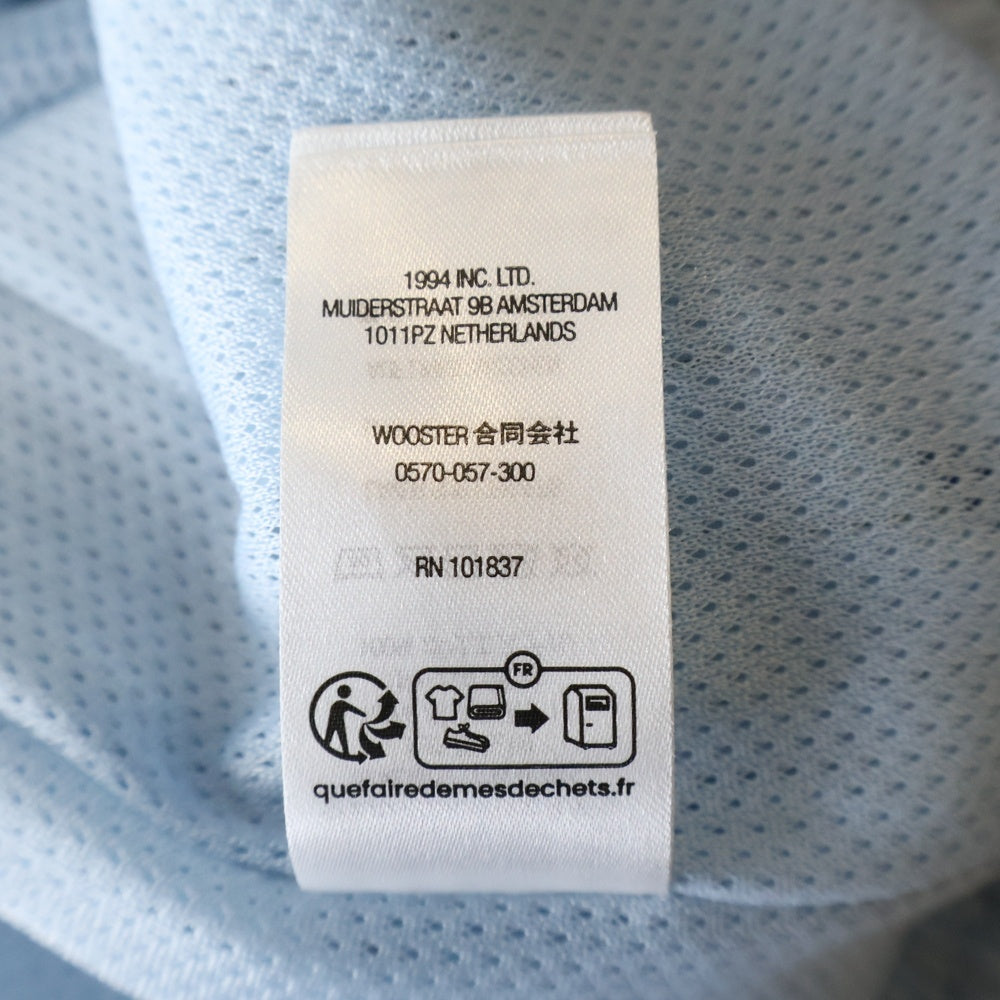 1994 INC. LTD.
MUIDERSTRAAT 9B AMSTERDAM
1011PZ NETHERLANDS
WOOSTER 合同会社
0570-057-300
RN 101837
FR
quefairedemesdechets.fr